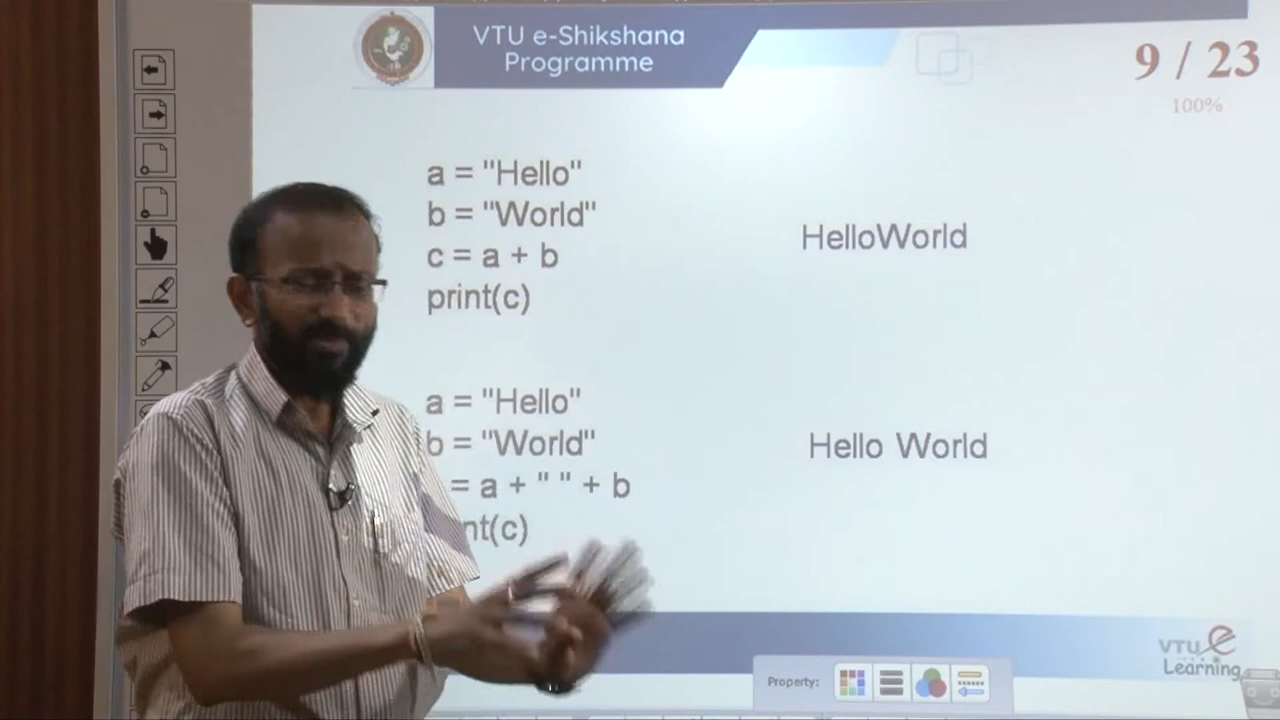 VTU e-Shikshana
Programme
9 / 23
100%
a = "Hello"
b = "World"
c = a + b
print(c)
HelloWorld
a = "Hello"
b = "World"
= a + " " + b
nt(c)
Hello World
VTU e
Learning
Property: